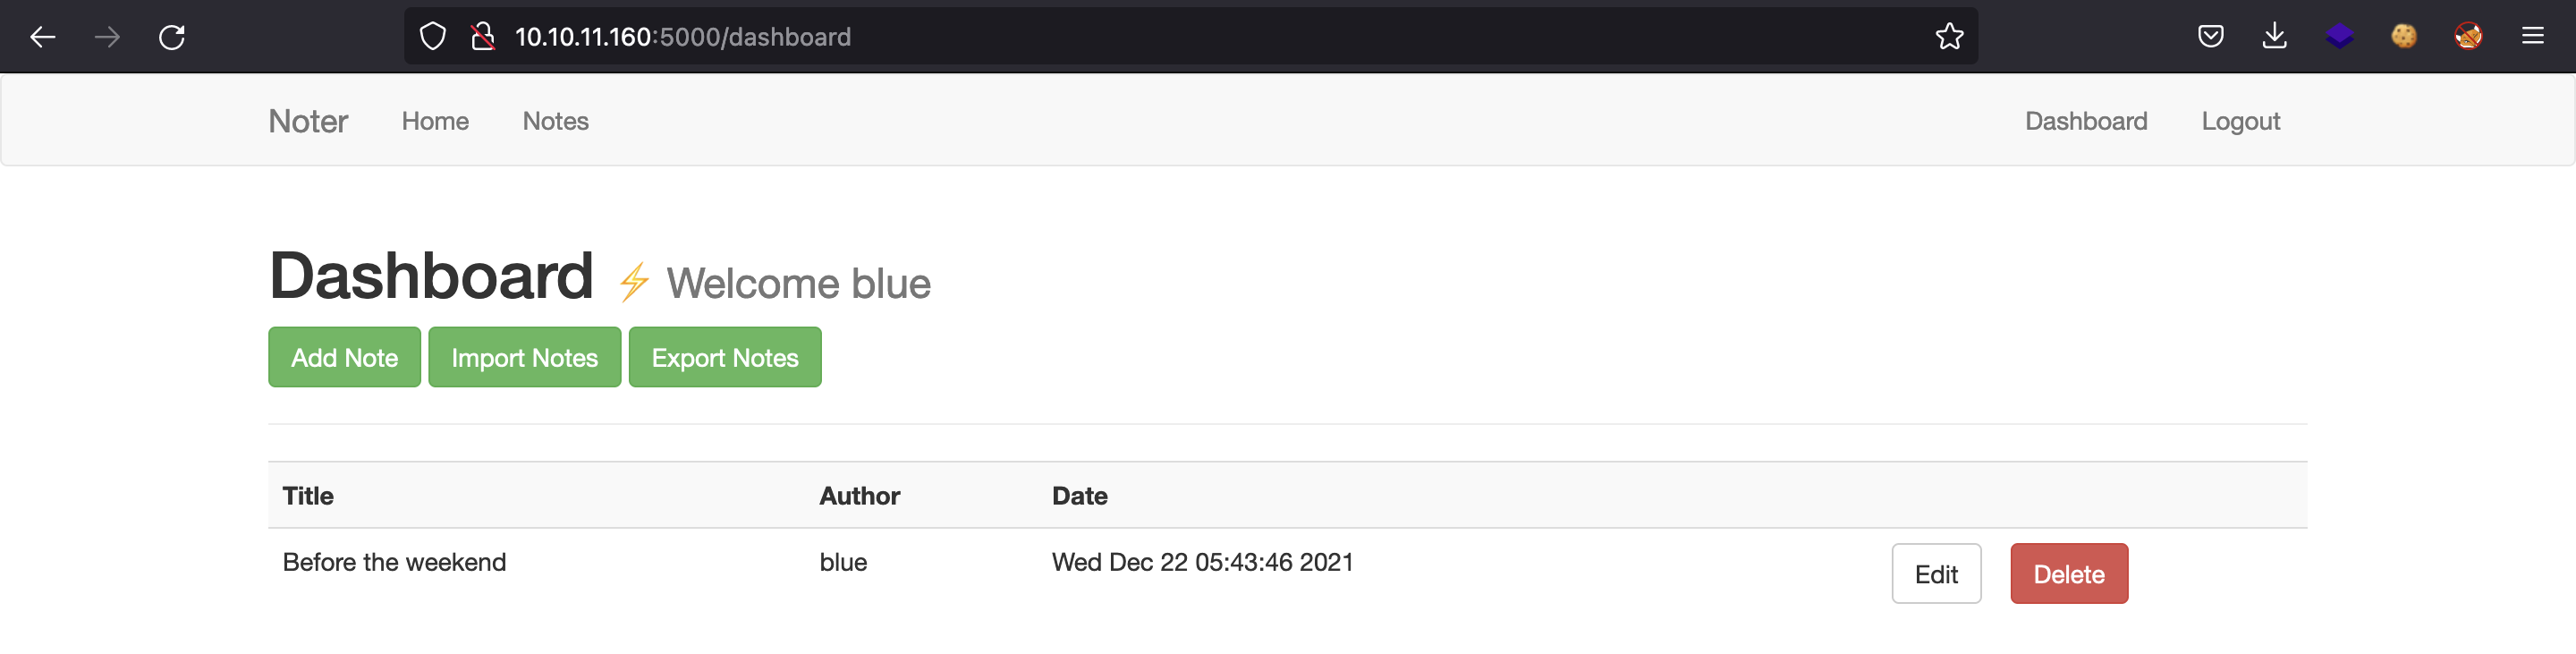 10.10.11.160:5000/dashboard
Noter Home Notes Dashboard Logout
Dashboard ⚡ Welcome blue
Add Note Import Notes Export Notes
Title Author Date
Before the weekend blue Wed Dec 22 05:43:46 2021 Edit Delete